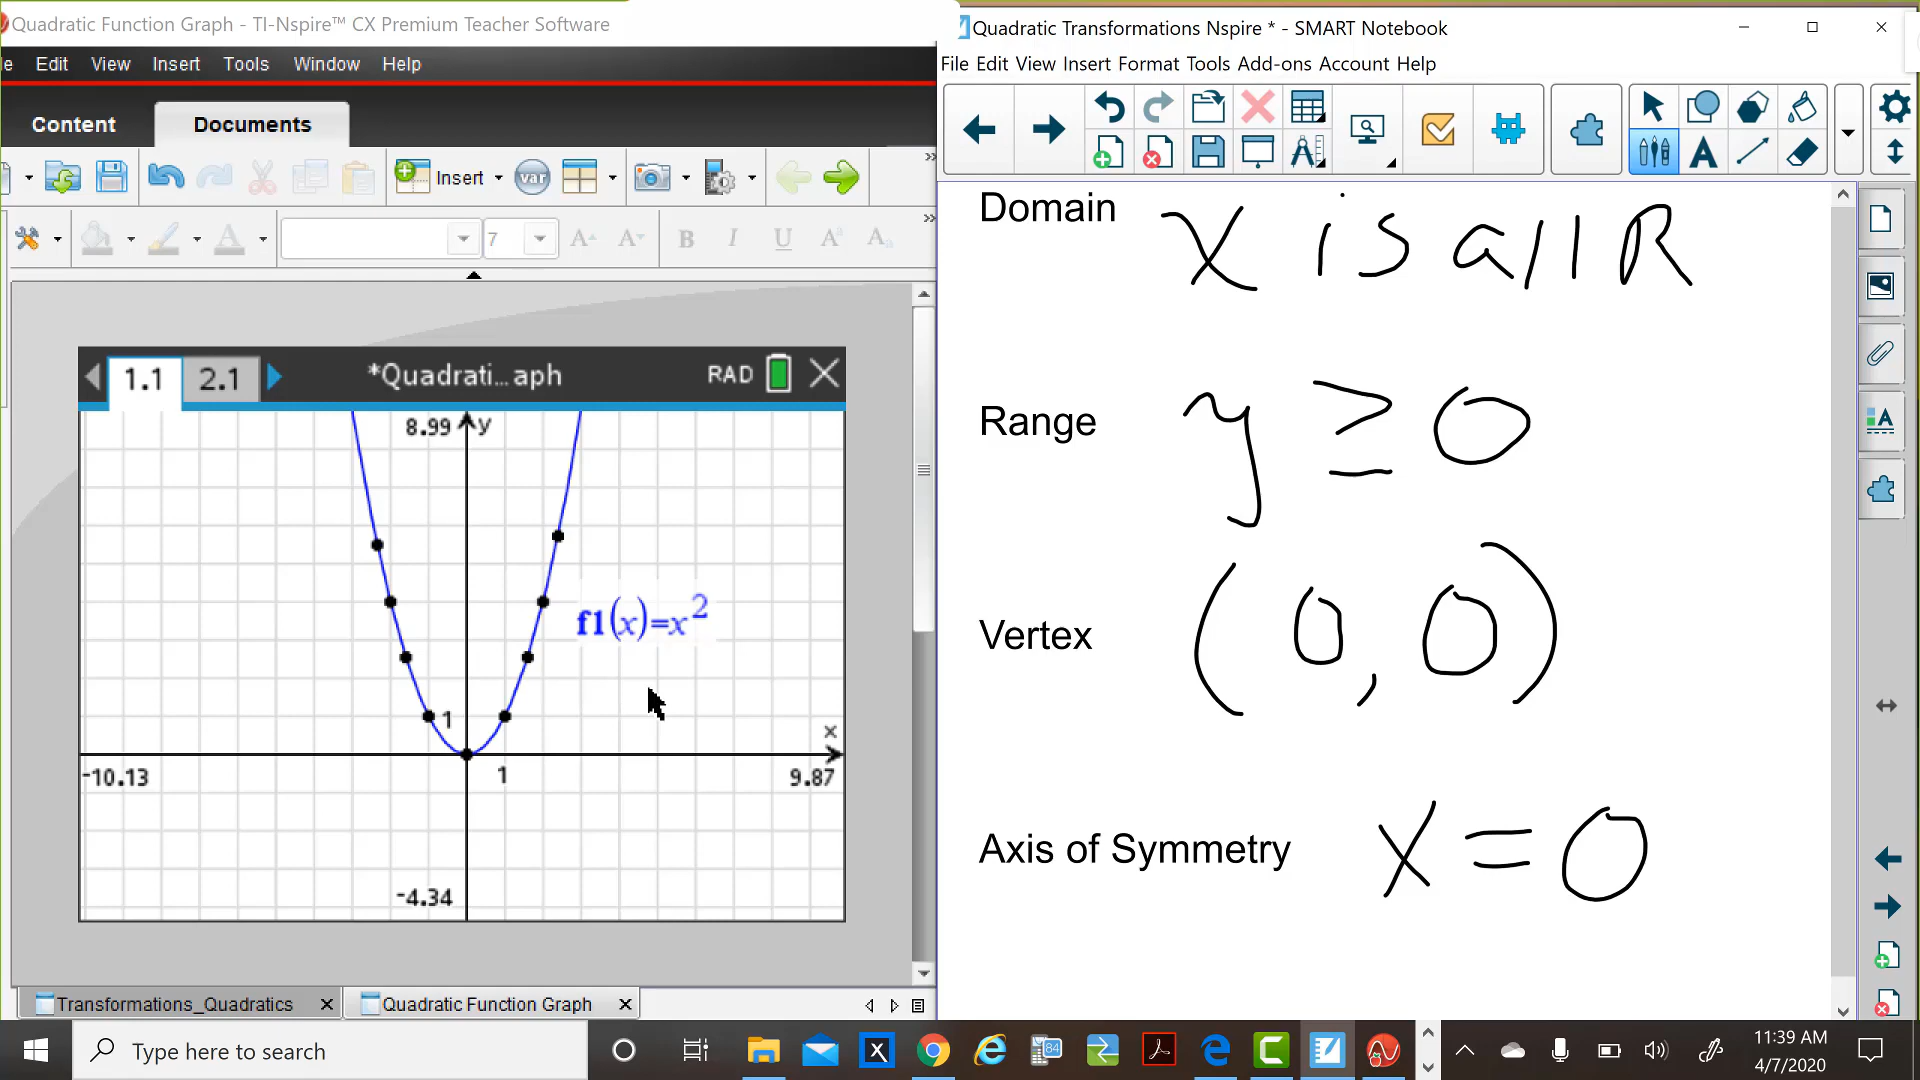 Quadratic Function Graph - TI-Nspire™ CX Premium Teacher Software
le Edit View Insert Tools Window Help
Content Documents
Insert var
7 A A B I U A A
1.1 2.1 *Quadrati... aph RAD
8.99 y
f1(x)=x²
1
x
-10.13 1 9.87
-4.34
Transformations_Quadratics Quadratic Function Graph
Quadratic Transformations Nspire * - SMART Notebook
File Edit View Insert Format Tools Add-ons Account Help
A
Domain x is all R
Range y ≥ 0
Vertex (0, 0)
Axis of Symmetry x = 0
A
Type here to search
X
84
11:39 AM
4/7/2020